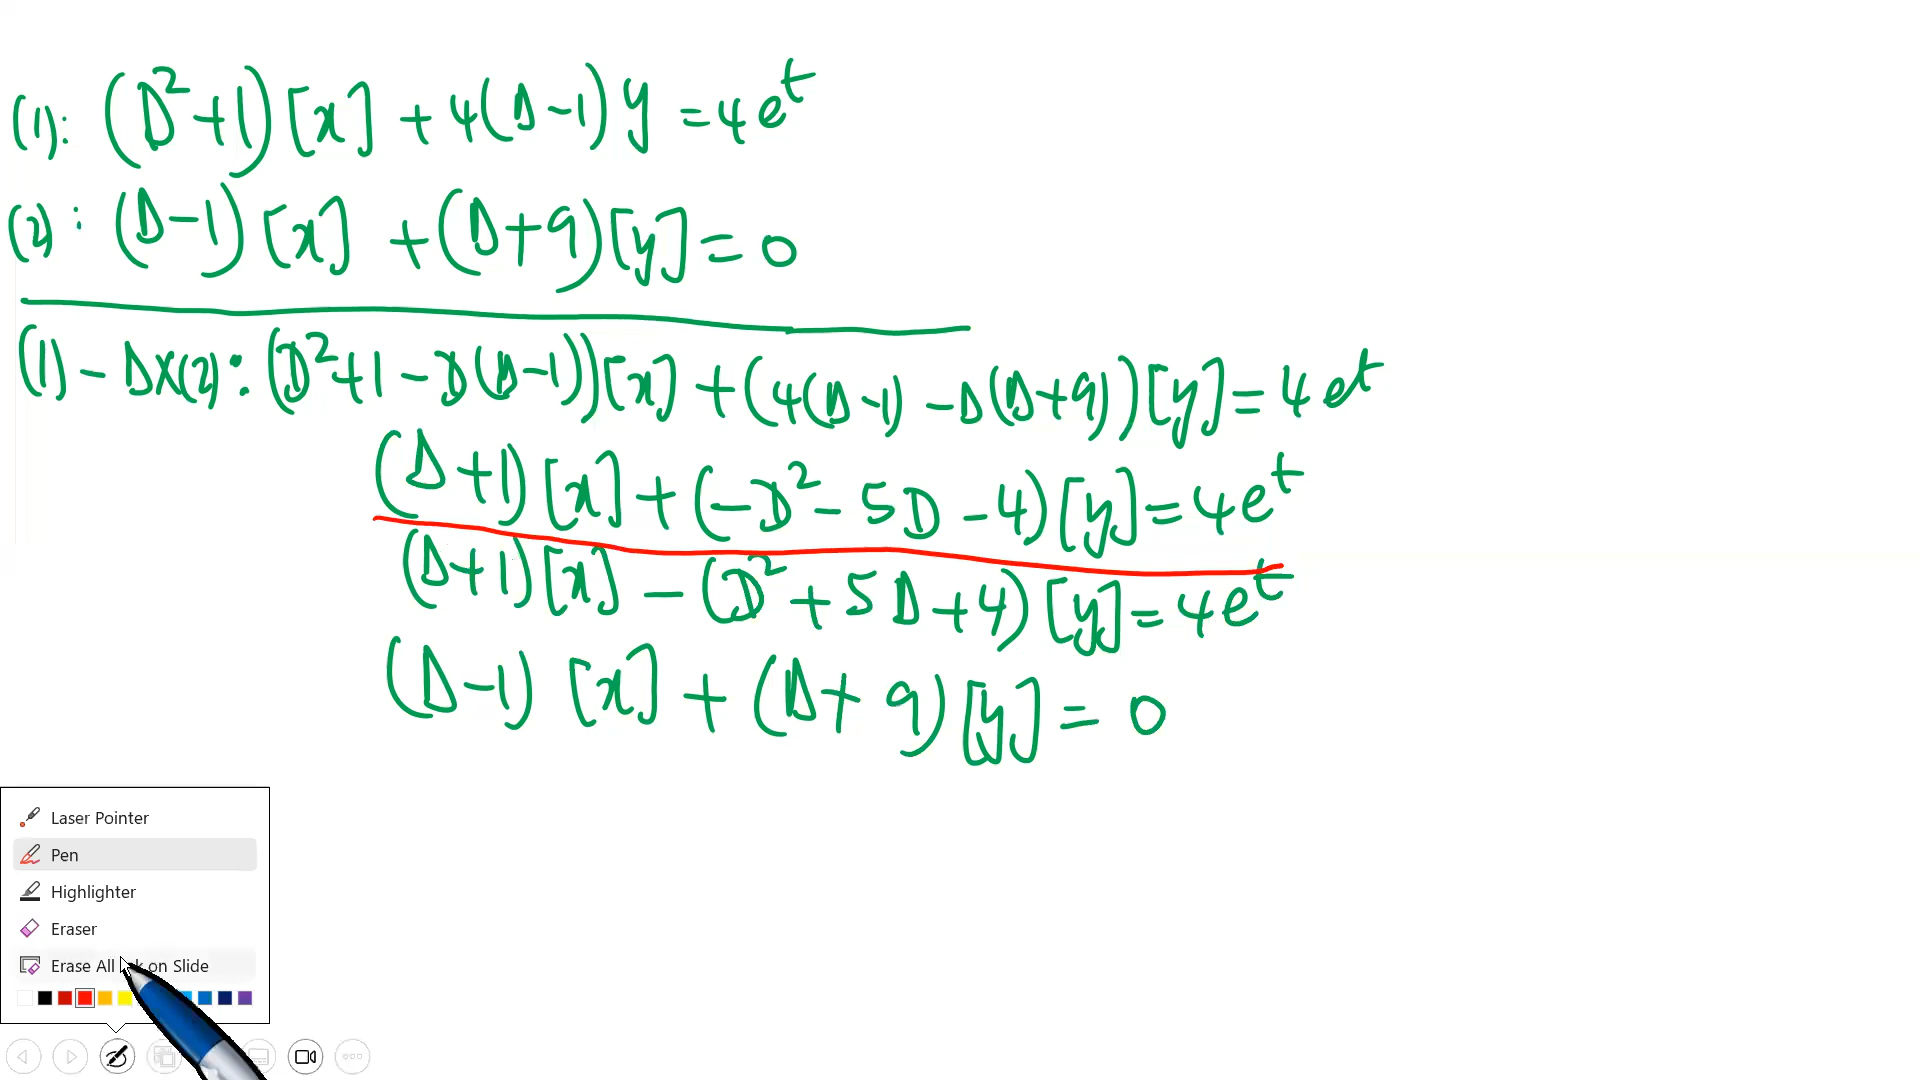 (1): (D²+1)[x] + 4(D-1)y = 4e^t
(2): (D-1)[x] + (D+9)[y] = 0
(1) - DX(2): (D²+1-D(D-1))[x] + (4(D-1) - D(D+9))[y] = 4e^t
(D+1)[x] + (-D²-5D-4)[y] = 4e^t
(D+1)[x] - (D²+5D+4)[y] = 4e^t
(D-1)[x] + (D+9)[y] = 0
Laser Pointer
Pen
Highlighter
Eraser
Erase All on Slide